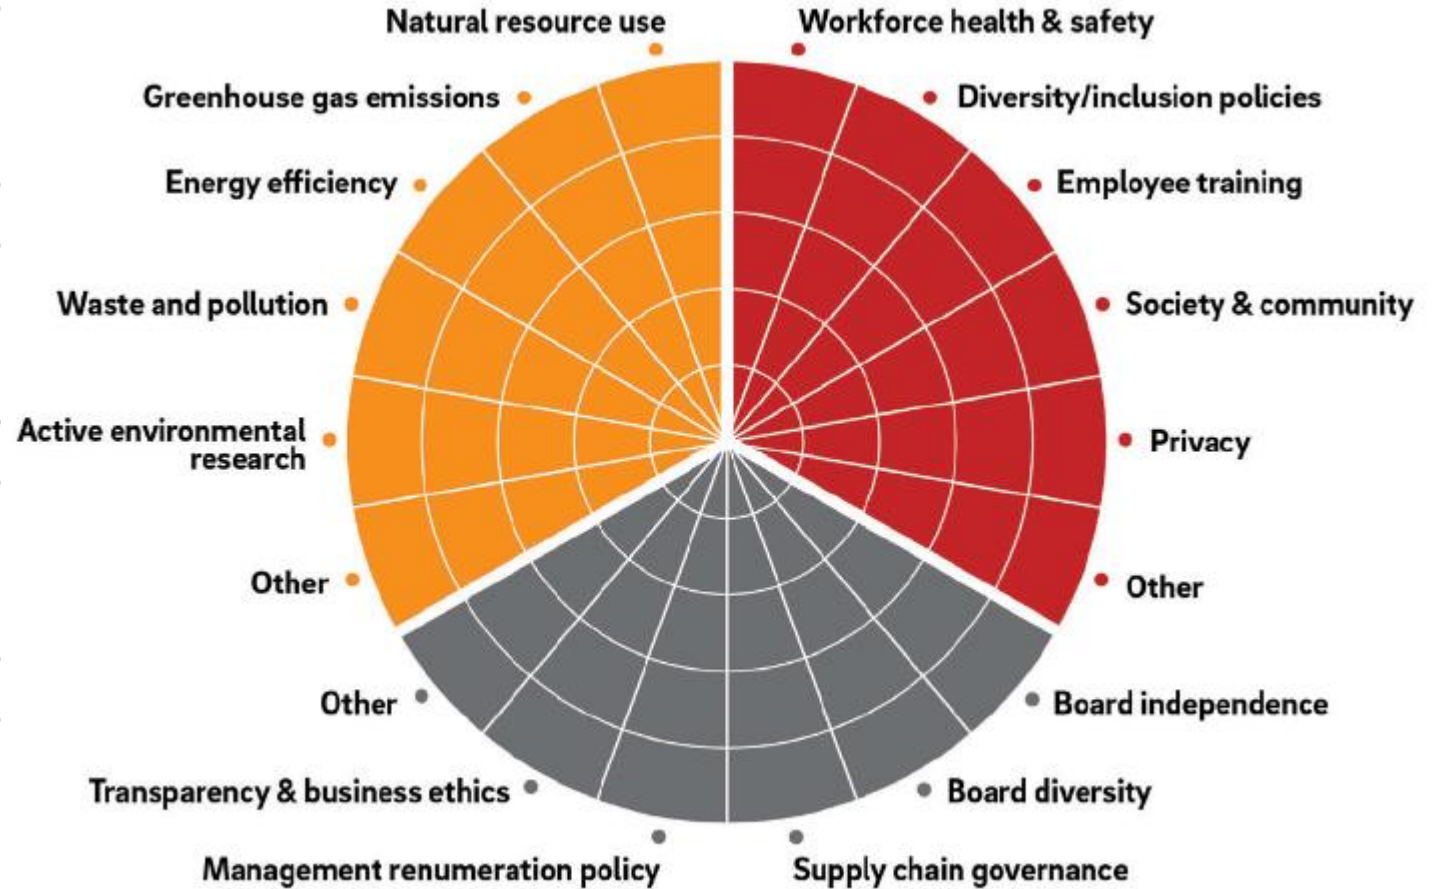 Natural resource use
Workforce health & safety
Greenhouse gas emissions
Diversity/inclusion policies
Energy efficiency
Employee training
Waste and pollution
Society & community
Active environmental
research
Privacy
Other
Other
Other
Board independence
Transparency & business ethics
Board diversity
Management renumeration policy
Supply chain governance